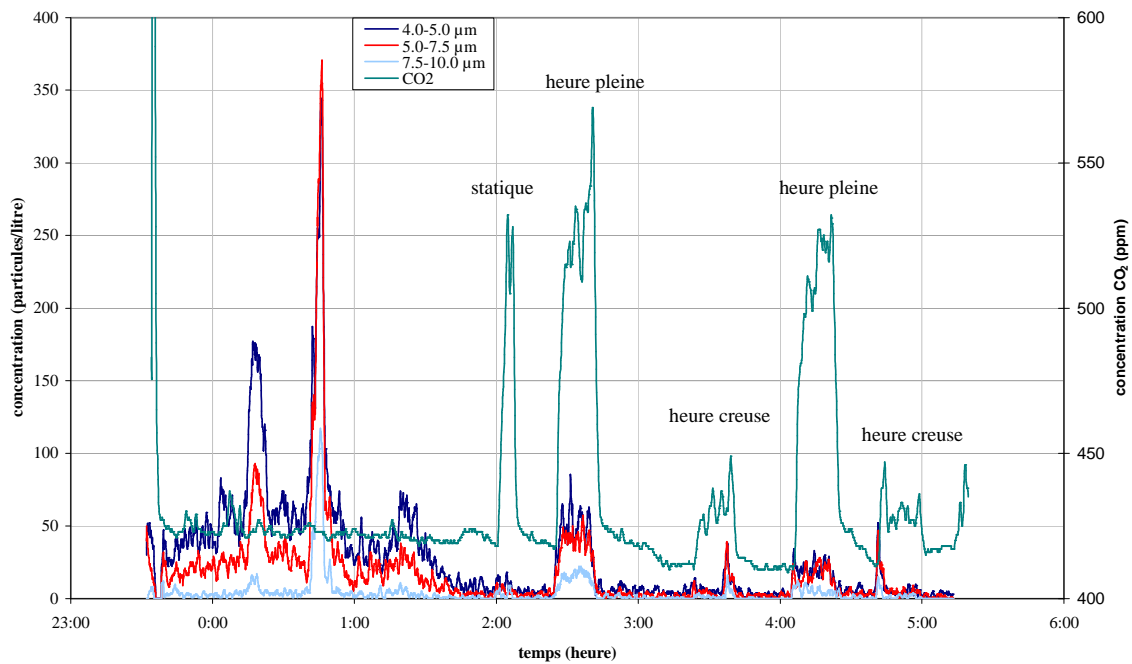 400
350
300
250
200
150
100
50
0
concentration (particules/litre)
4.0-5.0 µm
5.0-7.5 µm
7.5-10.0 µm
CO2
heure pleine
statique
heure pleine
heure creuse
heure creuse
600
550
500
450
400
concentration CO₂ (ppm)
23:00 0:00 1:00 2:00 3:00 4:00 5:00 6:00
temps (heure)